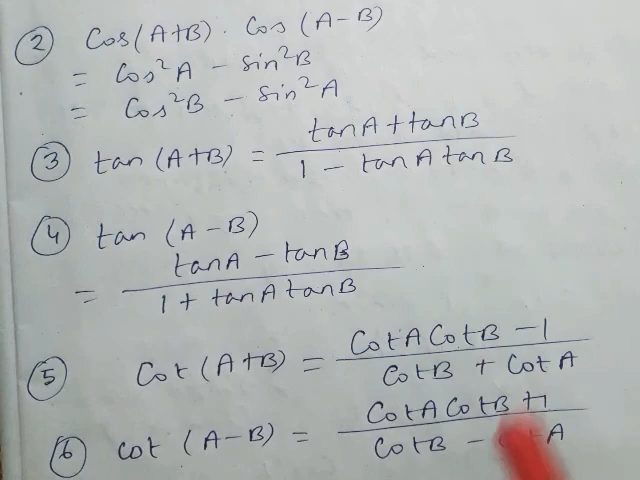 ② Cos(A+B) . Cos (A-B)
= Cos²A - Sin²B
= Cos²B - Sin²A
③ tan (A+B) = (tanA + tanB) / (1 - tanA tanB)
④ tan (A-B)
= (tanA - tanB) / (1 + tanA tanB)
⑤ Cot (A+B) = (CotA CotB - 1) / (CotB + CotA)
⑥ Cot (A-B) = (CotA CotB + 1) / (CotB - A)